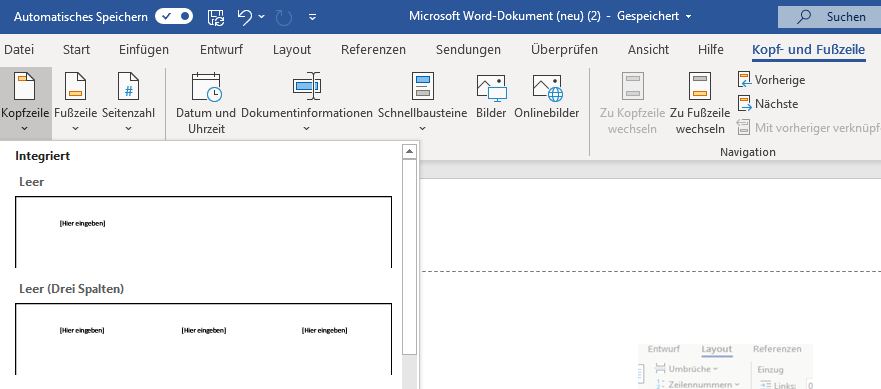 Automatisches Speichern
Microsoft Word-Dokument (neu) (2) - Gespeichert
Suchen
Datei Start Einfügen Entwurf Layout Referenzen Sendungen Überprüfen Ansicht Hilfe Kopf- und Fußzeile
Kopfzeile
Fußzeile
Seitenzahl
#
Datum und
Uhrzeit
Dokumentinformationen
Schnellbausteine
Bilder
Onlinebilder
Zu Kopfzeile
wechseln
Zu Fußzeile
wechseln
Vorherige
Nächste
Mit vorheriger verknüpf
Navigation
Integriert
Leer
[Hier eingeben]
Leer (Drei Spalten)
[Hier eingeben] [Hier eingeben] [Hier eingeben]
Entwurf Layout Referenzen
Umbrüche Einzug
Zeilennummern Links: 0